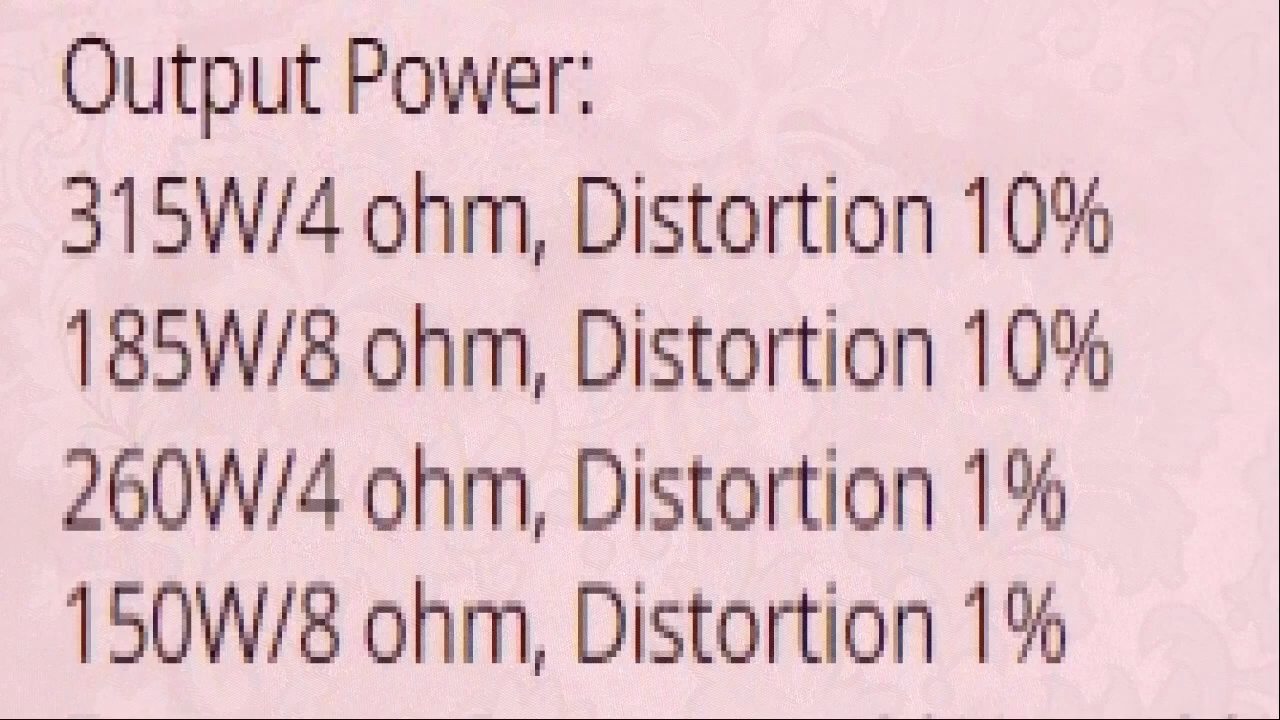 Output Power:
315W/4 ohm, Distortion 10%
185W/8 ohm, Distortion 10%
260W/4 ohm, Distortion 1%
150W/8 ohm, Distortion 1%